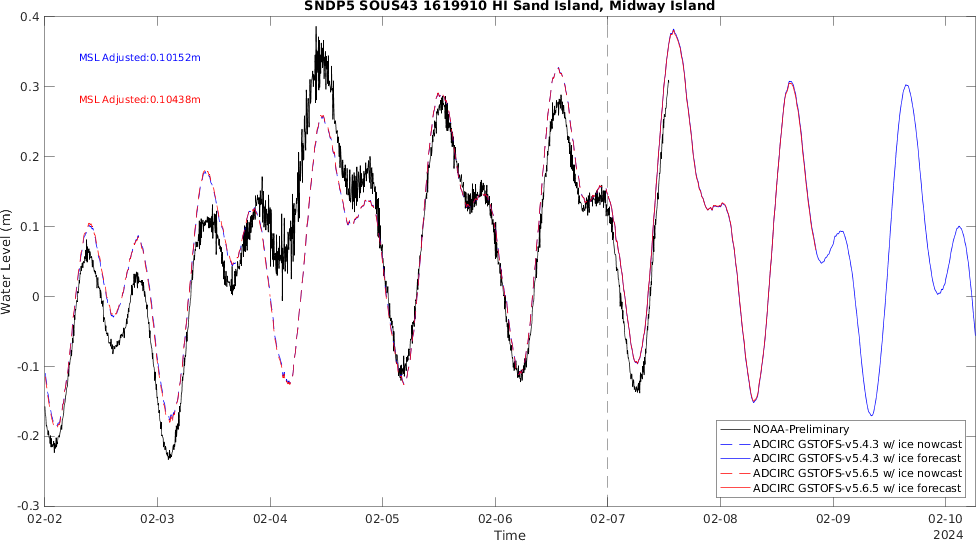 SNDP5 SOUS43 1619910 HI Sand Island, Midway Island
0.4
MSL Adjusted:0.10152m
0.3
MSL Adjusted:0.10438m
0.2
0.1
Water Level (m)
0
-0.1
-0.2
-0.3
NOAA-Preliminary
ADCIRC GSTOFS-v5.4.3 w/ ice nowcast
ADCIRC GSTOFS-v5.4.3 w/ ice forecast
ADCIRC GSTOFS-v5.6.5 w/ ice nowcast
ADCIRC GSTOFS-v5.6.5 w/ ice forecast
02-02 02-03 02-04 02-05 02-06 02-07 02-08 02-09 02-10
Time
2024